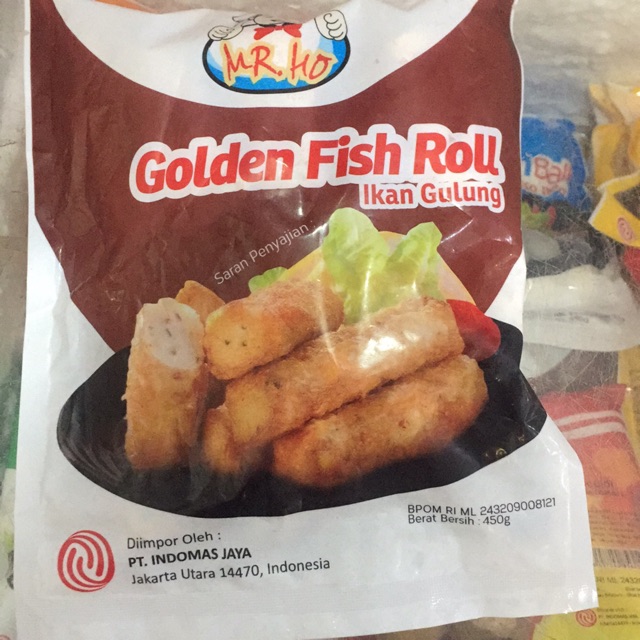 MR. HO
Golden Fish Roll
Ikan Gulung
Saran Penyajian
BPOM RI ML 243209008121
Berat Bersih : 450g
Diimpor Oleh :
PT. INDOMAS JAYA
Jakarta Utara 14470, Indonesia